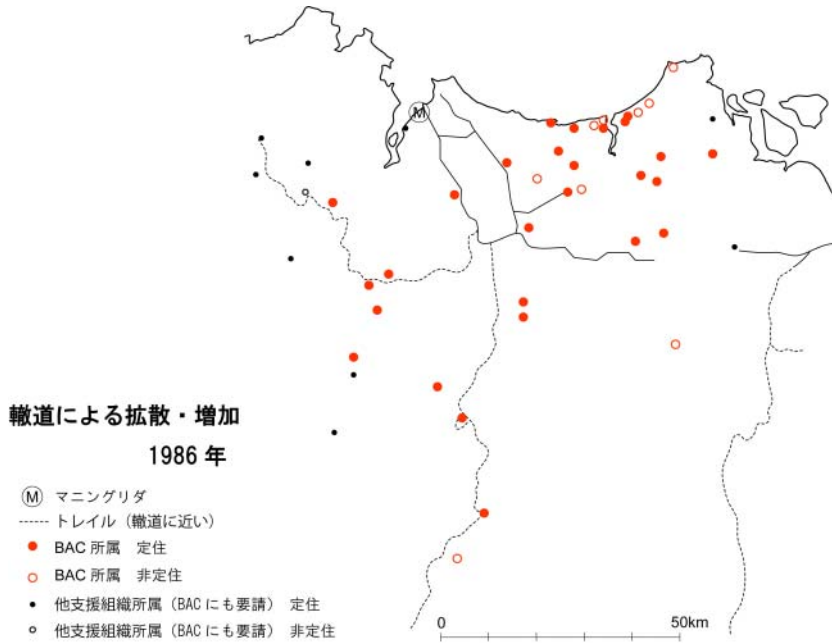 M
轍道による拡散・増加
1986 年
M マニングリダ
トレイル（轍道に近い）
BAC 所属 定住
BAC 所属 非定住
他支援組織所属（BAC にも要請） 定住
他支援組織所属（BAC にも要請） 非定住
0 50km